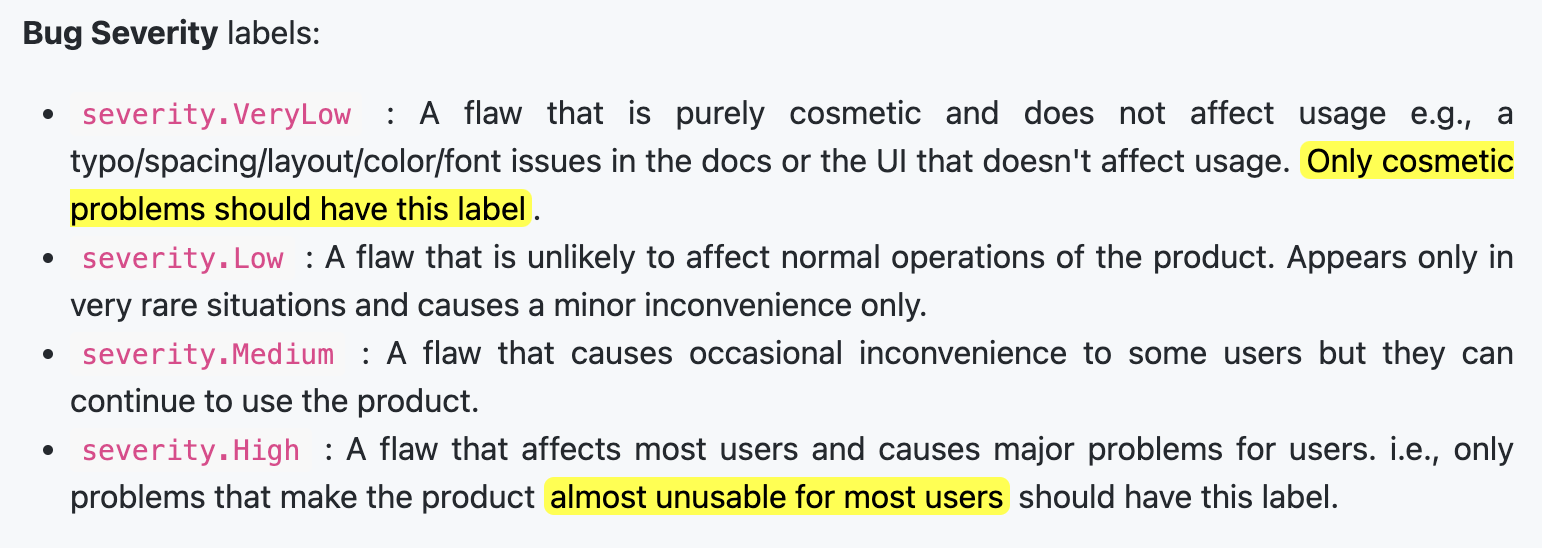 Bug Severity labels:
• severity.VeryLow : A flaw that is purely cosmetic and does not affect usage e.g., a
typo/spacing/layout/color/font issues in the docs or the UI that doesn't affect usage. Only cosmetic
problems should have this label.
• severity.Low : A flaw that is unlikely to affect normal operations of the product. Appears only in
very rare situations and causes a minor inconvenience only.
• severity.Medium : A flaw that causes occasional inconvenience to some users but they can
continue to use the product.
• severity.High : A flaw that affects most users and causes major problems for users. i.e., only
problems that make the product almost unusable for most users should have this label.